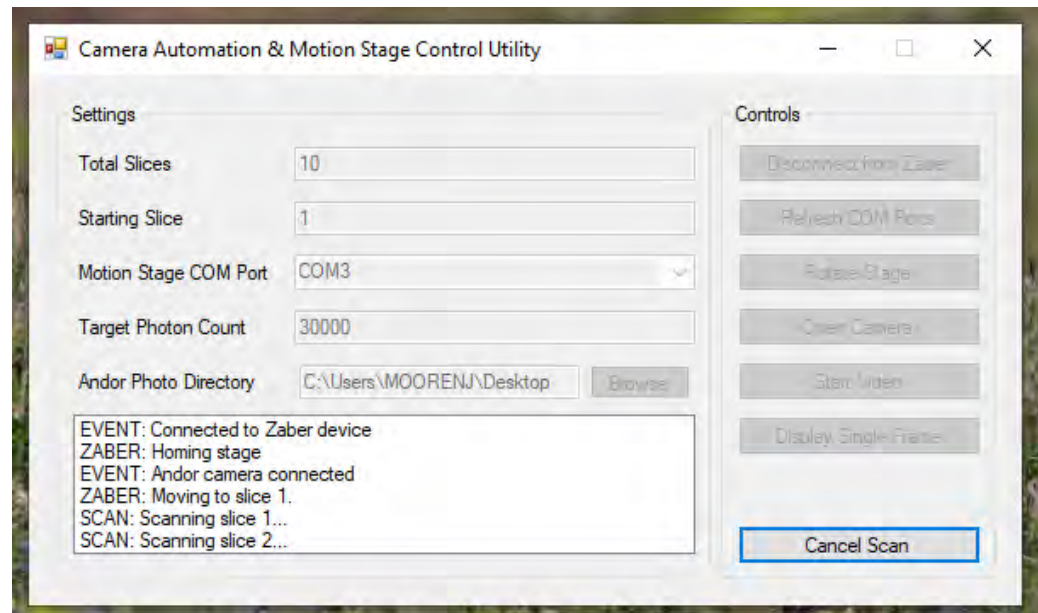 Camera Automation & Motion Stage Control Utility
Settings
Total Slices
10
Starting Slice
1
Motion Stage COM Port
COM3
Target Photon Count
30000
Andor Photo Directory
C:\Users\MOORENJ\Desktop
Browse
EVENT: Connected to Zaber device
ZABER: Homing stage
EVENT: Andor camera connected
ZABER: Moving to slice 1.
SCAN: Scanning slice 1...
SCAN: Scanning slice 2...
Controls
Disconnect from Zaber
Refresh COM Ports
Rotate Stage
Open Camera
Start Video
Display Single Frame
Cancel Scan